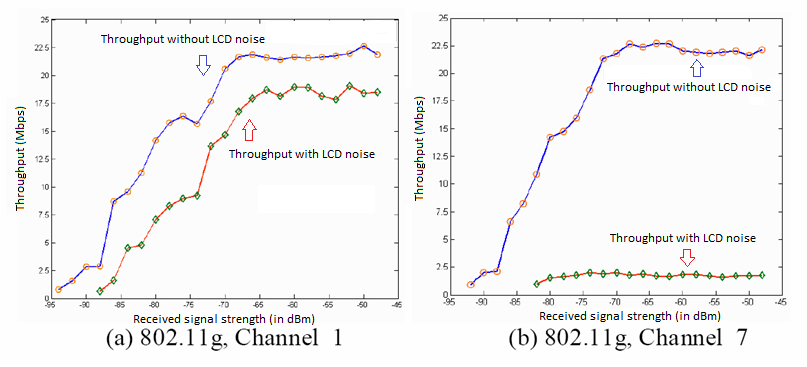 25
22.5
20
17.5
15
12.5
10
7.5
5
2.5
0
-95 -90 -85 -80 -75 -70 -65 -60 -55 -50 -45
Throughput (Mbps)
Throughput without LCD noise
Throughput with LCD noise
Received signal strength (in dBm)
(a) 802.11g, Channel 1
25
22.5
20
17.5
15
12.5
10
7.5
5
2.5
0
-95 -90 -85 -80 -75 -70 -65 -60 -55 -50 -45
Throughput (Mbps)
Throughput without LCD noise
Throughput with LCD noise
Received signal strength (in dBm)
(b) 802.11g, Channel 7